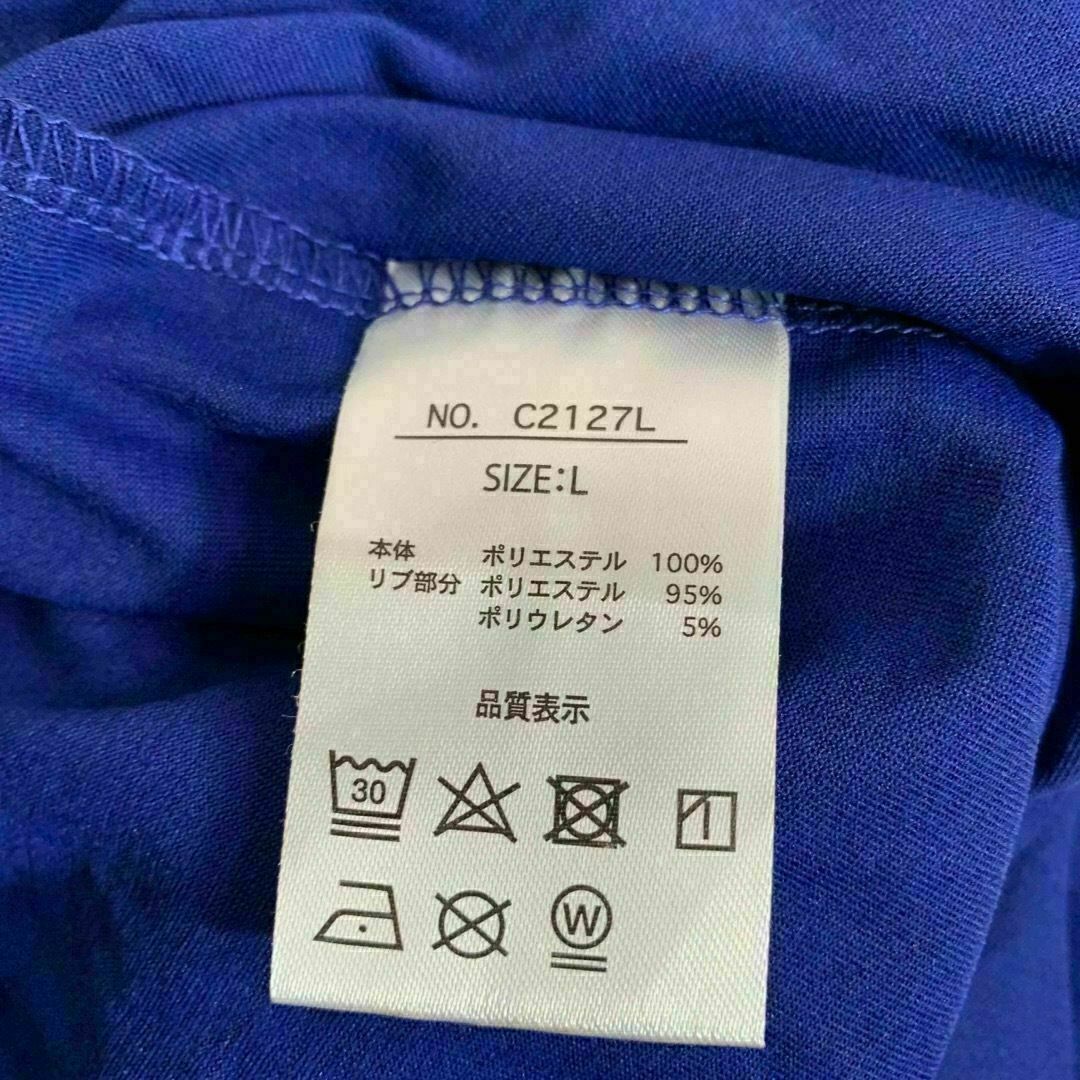 NO. C2127L
SIZE:L
本体 ポリエステル 100%
リブ部分 ポリエステル 95%
ポリウレタン 5%
品質表示
30
W